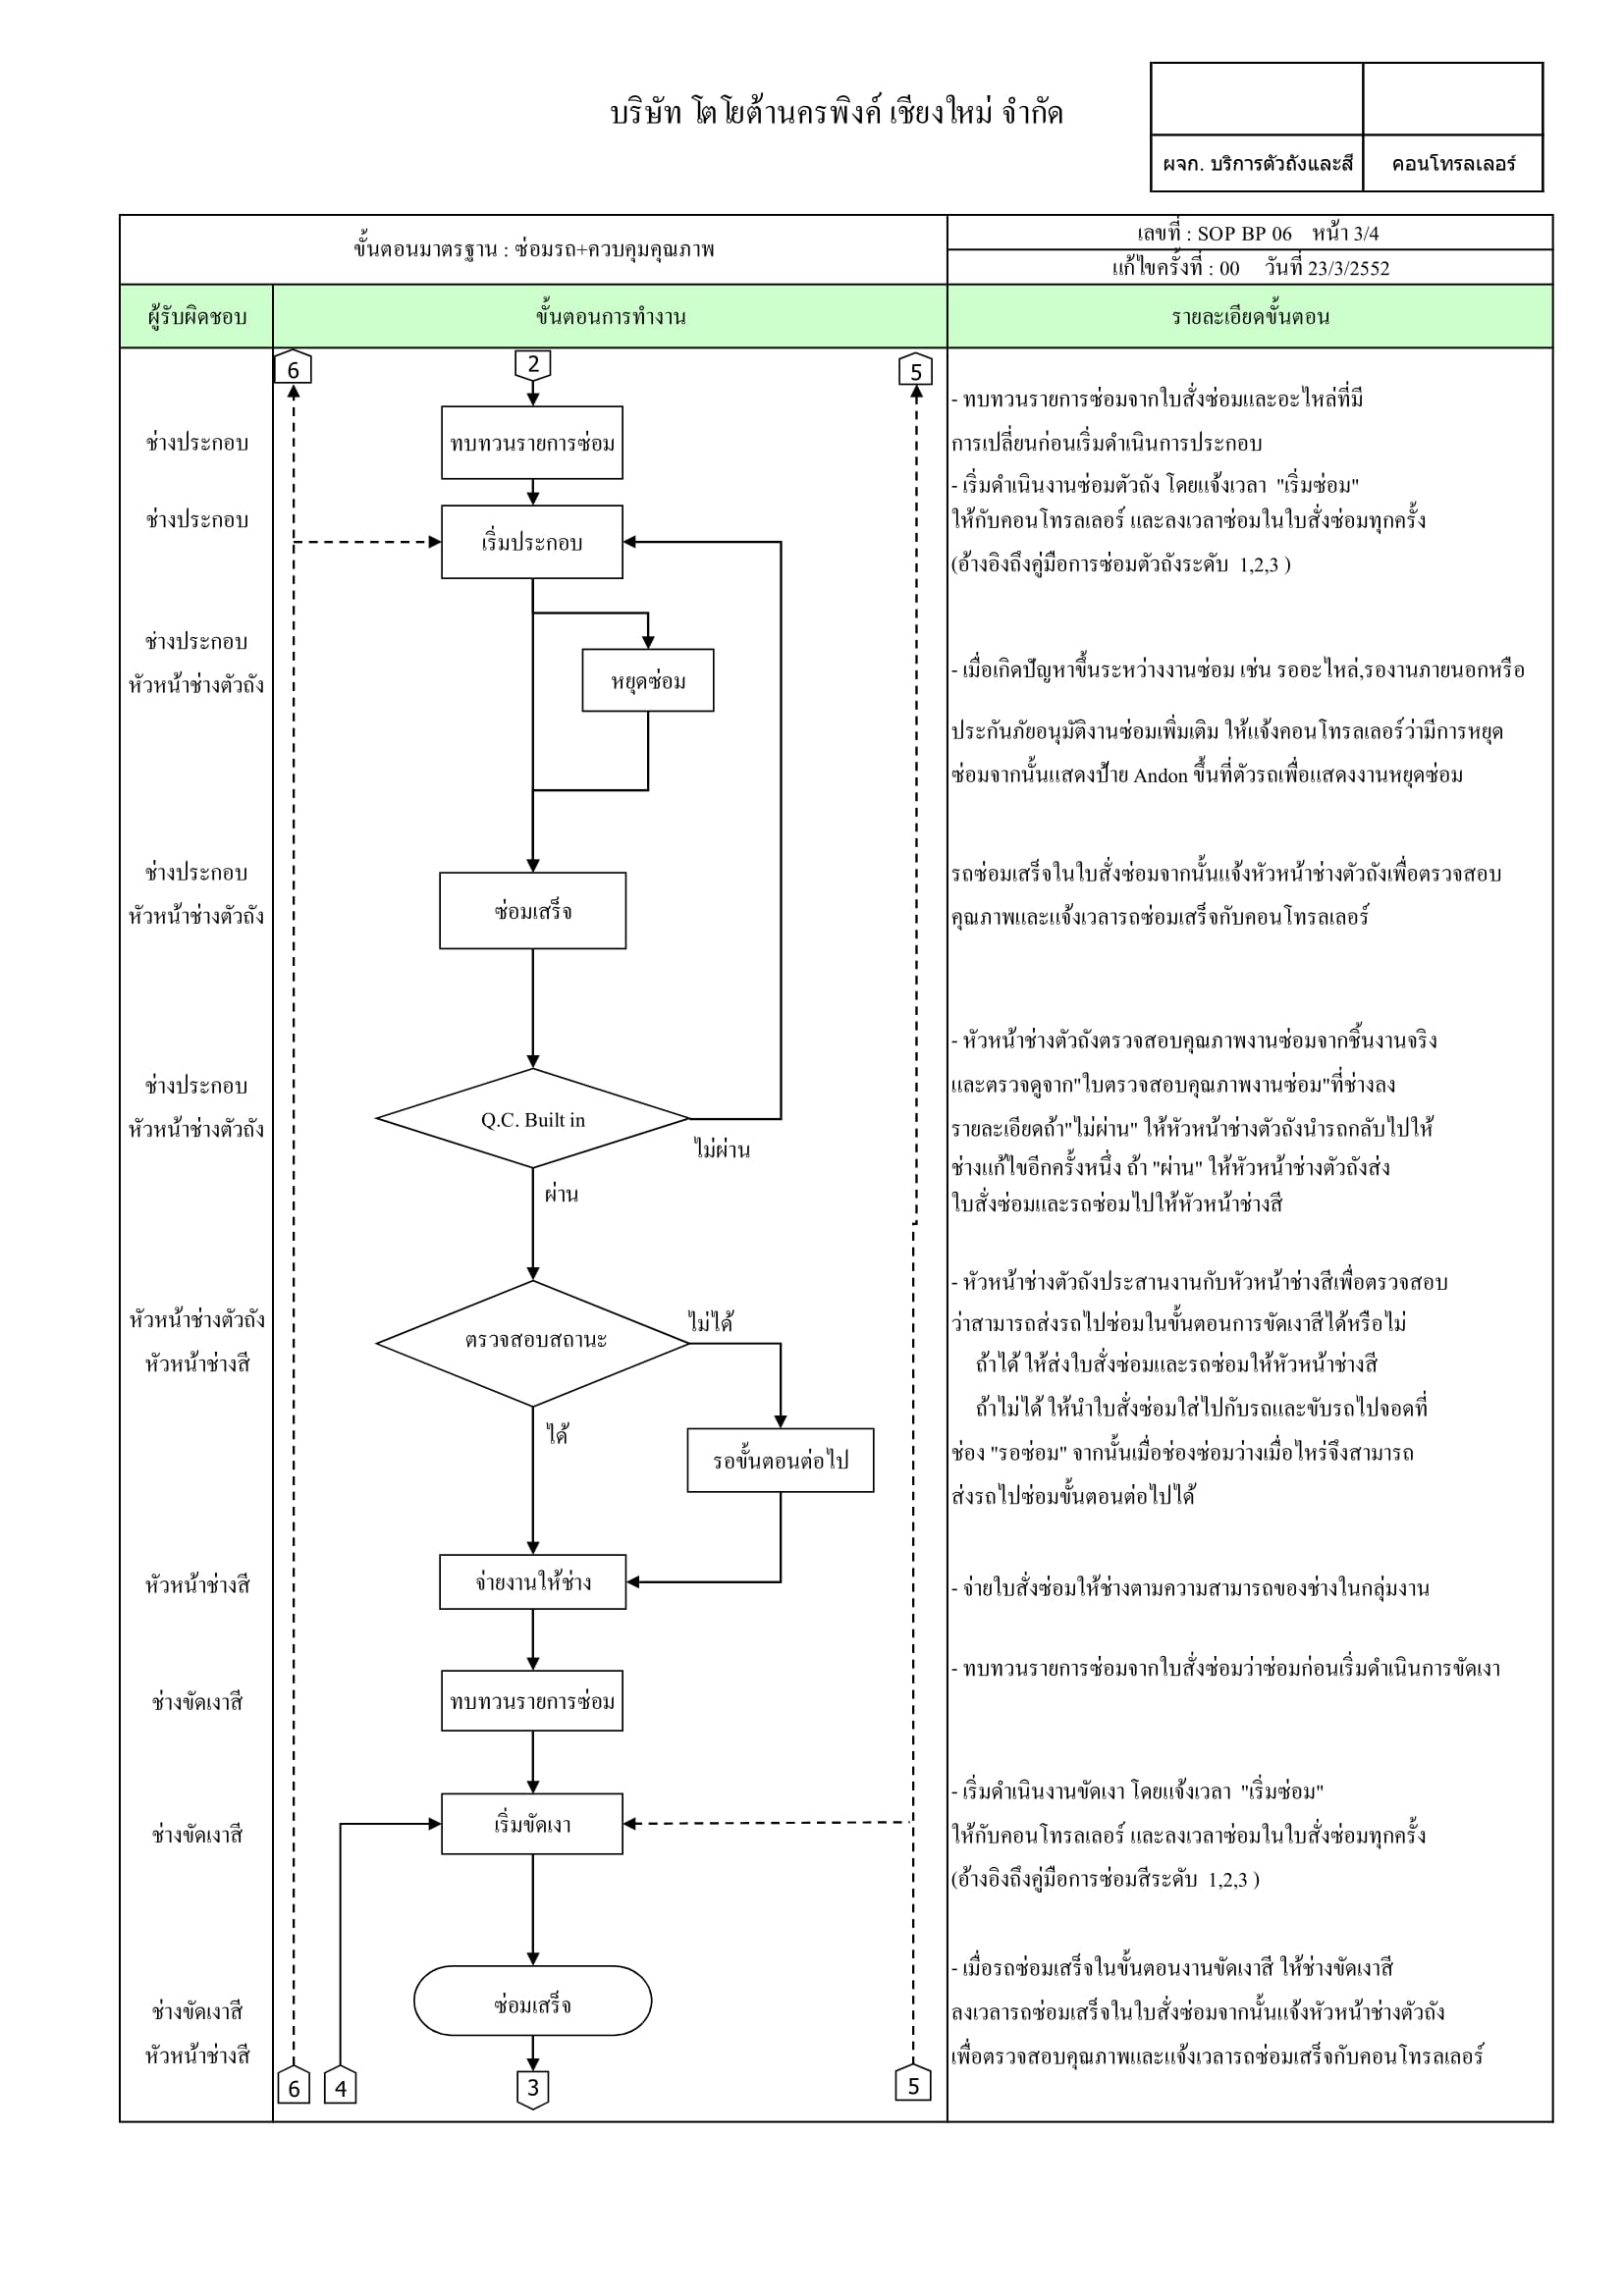 บริษัท โตโยต้านครพิงค์ เชียงใหม่ จำกัด
ผจก. บริการตัวถังและสี
คอนโทรลเลอร์
ขั้นตอนมาตรฐาน : ซ่อมรถ+ควบคุมคุณภาพ
เลขที่ : SOP BP 06 หน้า 3/4
แก้ไขครั้งที่ : 00 วันที่ 23/3/2552
ผู้รับผิดชอบ
ขั้นตอนการทำงาน
รายละเอียดขั้นตอน
6
2
5
- ทบทวนรายการซ่อมจากใบสั่งซ่อมและอะไหล่ที่มี
ช่างประกอบ
ทบทวนรายการซ่อม
การเปลี่ยนก่อนเริ่มดำเนินการประกอบ
- เริ่มดำเนินงานซ่อมตัวถัง โดยแจ้งเวลา "เริ่มซ่อม"
ช่างประกอบ
เริ่มประกอบ
ให้กับคอนโทรลเลอร์ และลงเวลาซ่อมในใบสั่งซ่อมทุกครั้ง
(อ้างอิงถึงคู่มือการซ่อมตัวถังระดับ 1,2,3 )
ช่างประกอบ
หัวหน้าช่างตัวถัง
หยุดซ่อม
- เมื่อเกิดปัญหาขึ้นระหว่างงานซ่อม เช่น รออะไหล่,รองานภายนอกหรือ
ประกันภัยอนุมัติงานซ่อมเพิ่มเติม ให้แจ้งคอนโทรลเลอร์ว่ามีการหยุด
ซ่อมจากนั้นแสดงป้าย Andon ขึ้นที่ตัวรถเพื่อแสดงงานหยุดซ่อม
ช่างประกอบ
หัวหน้าช่างตัวถัง
ซ่อมเสร็จ
รถซ่อมเสร็จในใบสั่งซ่อมจากนั้นแจ้งหัวหน้าช่างตัวถังเพื่อตรวจสอบ
คุณภาพและแจ้งเวลารถซ่อมเสร็จกับคอนโทรลเลอร์
ช่างประกอบ
หัวหน้าช่างตัวถัง
Q.C. Built in
ไม่ผ่าน
ผ่าน
- หัวหน้าช่างตัวถังตรวจสอบคุณภาพงานซ่อมจากชิ้นงานจริง
และตรวจดูจาก"ใบตรวจสอบคุณภาพงานซ่อม"ที่ช่างลง
รายละเอียดถ้า"ไม่ผ่าน" ให้หัวหน้าช่างตัวถังนำรถกลับไปให้
ช่างแก้ไขอีกครั้งหนึ่ง ถ้า "ผ่าน" ให้หัวหน้าช่างตัวถังส่ง
ใบสั่งซ่อมและรถซ่อมไปให้หัวหน้าช่างสี
หัวหน้าช่างตัวถัง
หัวหน้าช่างสี
ตรวจสอบสถานะ
ไม่ได้
ได้
รอขั้นตอนต่อไป
- หัวหน้าช่างตัวถังประสานงานกับหัวหน้าช่างสีเพื่อตรวจสอบ
ว่าสามารถส่งรถไปซ่อมในขั้นตอนการขัดเงาสีได้หรือไม่
ถ้าได้ ให้ส่งใบสั่งซ่อมและรถซ่อมให้หัวหน้าช่างสี
ถ้าไม่ได้ ให้นำใบสั่งซ่อมใส่ไปกับรถและขับรถไปจอดที่
ช่อง "รอซ่อม" จากนั้นเมื่อช่องซ่อมว่างเมื่อไหร่จึงสามารถ
ส่งรถไปซ่อมขั้นตอนต่อไปได้
หัวหน้าช่างสี
จ่ายงานให้ช่าง
- จ่ายใบสั่งซ่อมให้ช่างตามความสามารถของช่างในกลุ่มงาน
ช่างขัดเงาสี
ทบทวนรายการซ่อม
- ทบทวนรายการซ่อมจากใบสั่งซ่อมว่าซ่อมก่อนเริ่มดำเนินการขัดเงา
ช่างขัดเงาสี
เริ่มขัดเงา
- เริ่มดำเนินงานขัดเงา โดยแจ้งเวลา "เริ่มซ่อม"
ให้กับคอนโทรลเลอร์ และลงเวลาซ่อมในใบสั่งซ่อมทุกครั้ง
(อ้างอิงถึงคู่มือการซ่อมสีระดับ 1,2,3 )
ช่างขัดเงาสี
หัวหน้าช่างสี
ซ่อมเสร็จ
- เมื่อรถซ่อมเสร็จในขั้นตอนงานขัดเงาสี ให้ช่างขัดเงาสี
ลงเวลารถซ่อมเสร็จในใบสั่งซ่อมจากนั้นแจ้งหัวหน้าช่างตัวถัง
เพื่อตรวจสอบคุณภาพและแจ้งเวลารถซ่อมเสร็จกับคอนโทรลเลอร์
6
4
3
5